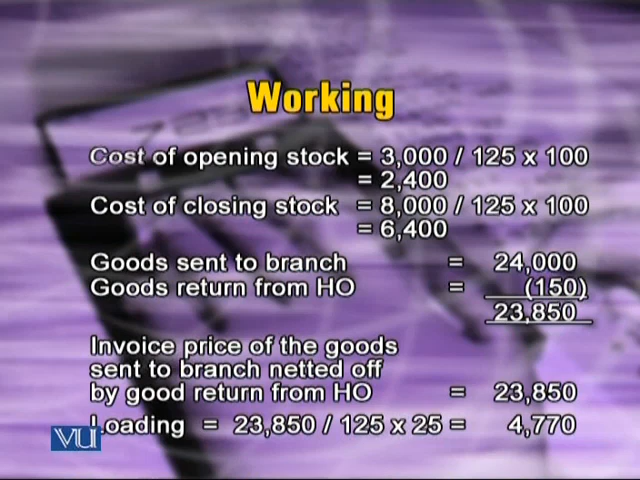 Working
Cost of opening stock = 3,000 / 125 x 100
= 2,400
Cost of closing stock = 8,000 / 125 x 100
= 6,400
Goods sent to branch = 24,000
Goods return from HO = (150)
23,850
Invoice price of the goods
sent to branch netted off
by good return from HO = 23,850
Loading = 23,850 / 125 x 25 = 4,770
VU